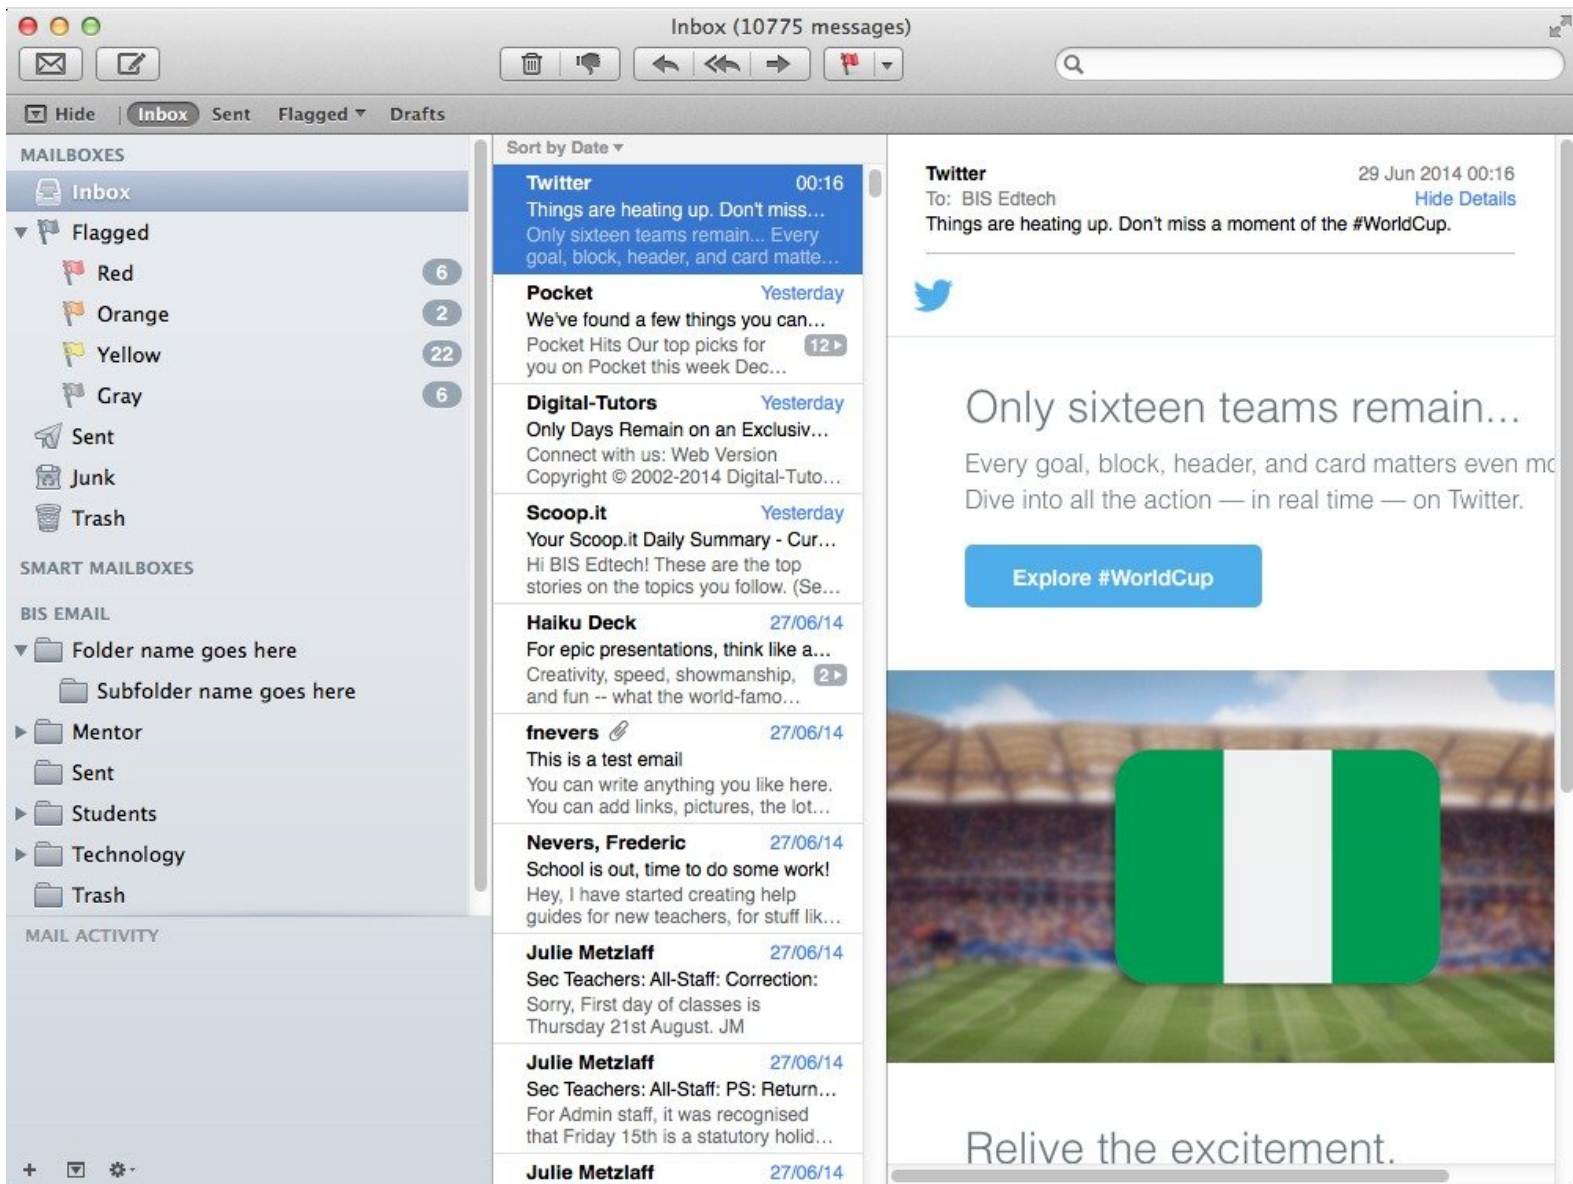 Inbox (10775 messages)
Hide
Inbox
Sent
Flagged
Drafts
MAILBOXES
Inbox
Flagged
Red 6
Orange 2
Yellow 22
Gray 6
Sent
Junk
Trash
SMART MAILBOXES
BIS EMAIL
Folder name goes here
Subfolder name goes here
Mentor
Sent
Students
Technology
Trash
MAIL ACTIVITY
Sort by Date
Twitter 00:16
Things are heating up. Don't miss...
Only sixteen teams remain... Every
goal, block, header, and card matte...
Pocket Yesterday
We've found a few things you can...
Pocket Hits Our top picks for 12
you on Pocket this week Dec...
Digital-Tutors Yesterday
Only Days Remain on an Exclusiv...
Connect with us: Web Version
Copyright © 2002-2014 Digital-Tuto...
Scoop.it Yesterday
Your Scoop.it Daily Summary - Cur...
Hi BIS Edtech! These are the top
stories on the topics you follow. (Se...
Haiku Deck 27/06/14
For epic presentations, think like a...
Creativity, speed, showmanship, 2
and fun -- what the world-famo...
fnevers 27/06/14
This is a test email
You can write anything you like here.
You can add links, pictures, the lot...
Nevers, Frederic 27/06/14
School is out, time to do some work!
Hey, I have started creating help
guides for new teachers, for stuff lik...
Julie Metzlaff 27/06/14
Sec Teachers: All-Staff: Correction:
Sorry, First day of classes is
Thursday 21st August. JM
Julie Metzlaff 27/06/14
Sec Teachers: All-Staff: PS: Return...
For Admin staff, it was recognised
that Friday 15th is a statutory holid...
Julie Metzlaff 27/06/14
Twitter 29 Jun 2014 00:16
To: BIS Edtech Hide Details
Things are heating up. Don't miss a moment of the #WorldCup.
Only sixteen teams remain...
Every goal, block, header, and card matters even mo
Dive into all the action — in real time — on Twitter.
Explore #WorldCup
Relive the excitement.